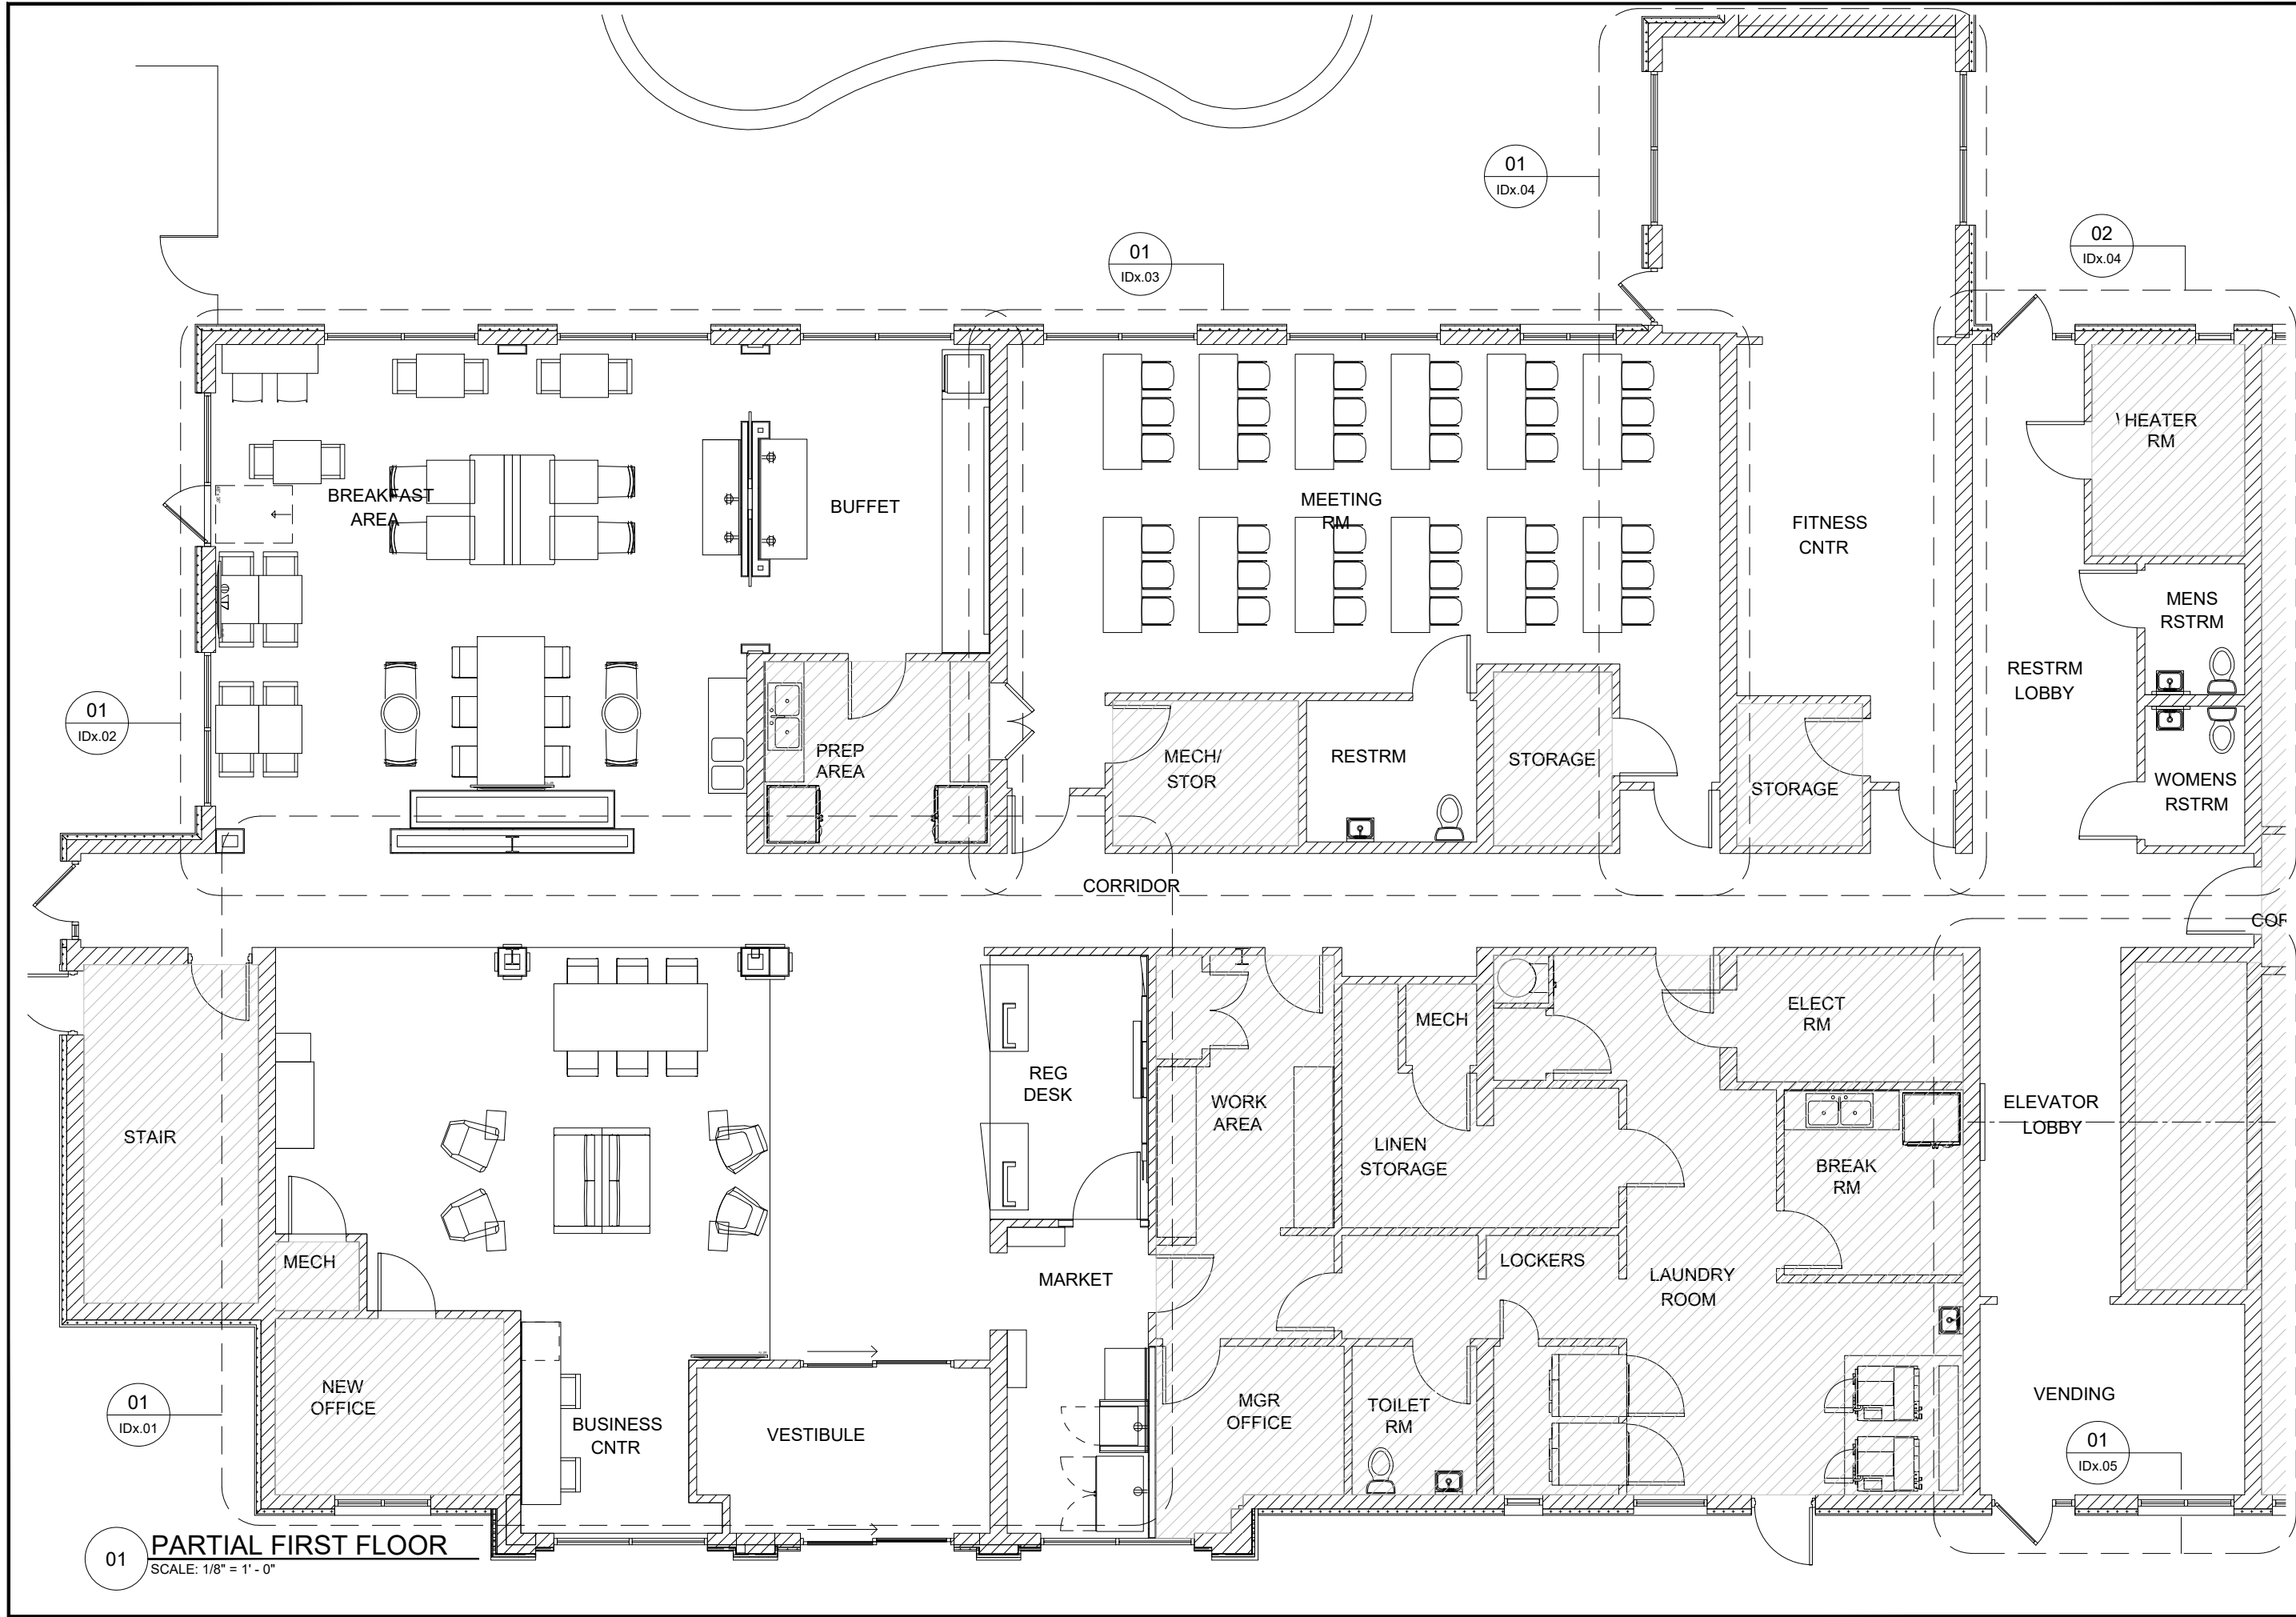 01
IDx.04
02
IDx.04
01
IDx.03
HEATER
RM
BREAKFAST
AREA
BUFFET
MEETING
RM
FITNESS
CNTR
MENS
RSTRM
RESTRM
LOBBY
01
IDx.02
PREP
AREA
MECH/
STOR
RESTRM
STORAGE
STORAGE
WOMENS
RSTRM
CORRIDOR
COR
MECH
ELECT
RM
REG
DESK
WORK
AREA
ELEVATOR
LOBBY
STAIR
LINEN
STORAGE
BREAK
RM
MECH
MARKET
LOCKERS
LAUNDRY
ROOM
NEW
OFFICE
01
IDx.01
BUSINESS
CNTR
VESTIBULE
MGR
OFFICE
TOILET
RM
VENDING
01
IDx.05
01
PARTIAL FIRST FLOOR
SCALE: 1/8" = 1' - 0"